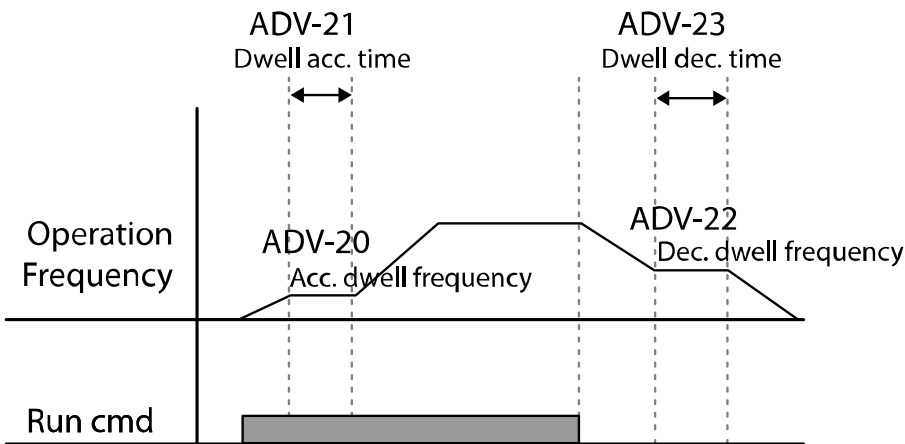 ADV-21
Dwell acc. time
ADV-23
Dwell dec. time
Operation
Frequency
ADV-20
Acc. dwell frequency
ADV-22
Dec. dwell frequency
Run cmd